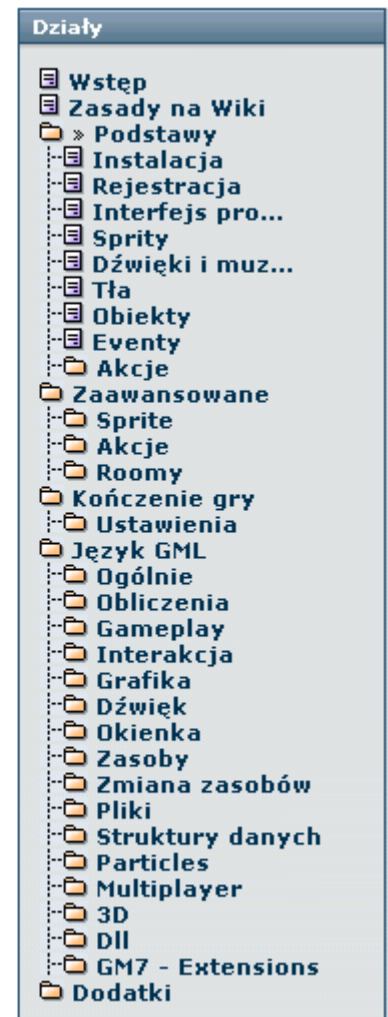 Działy
Wstęp
Zasady na Wiki
» Podstawy
Instalacja
Rejestracja
Interfejs pro...
Sprity
Dźwięki i muz...
Tła
Obiekty
Eventy
Akcje
Zaawansowane
Sprite
Akcje
Roomy
Kończenie gry
Ustawienia
Język GML
Ogólnie
Obliczenia
Gameplay
Interakcja
Grafika
Dźwięk
Okienka
Zasoby
Zmiana zasobów
Pliki
Struktury danych
Particles
Multiplayer
3D
Dll
GM7 - Extensions
Dodatki